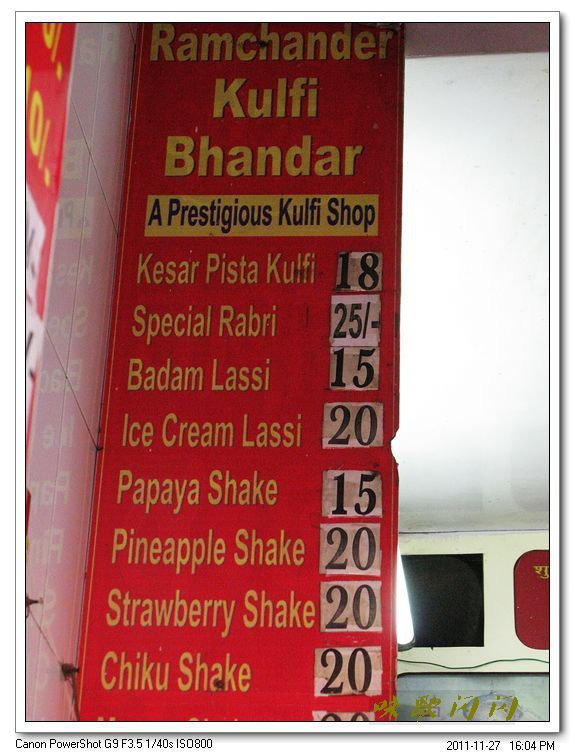 Ramchander
Kulfi
Bhandar
A Prestigious Kulfi Shop
Kesar Pista Kulfi 18
Special Rabri 25/-
Badam Lassi 15
Ice Cream Lassi 20
Papaya Shake 15
Pineapple Shake 20
Strawberry Shake 20
Chiku Shake 20
शु
Canon PowerShot G9 F3.5 1/40s ISO800
2011-11-27 16:04 PM